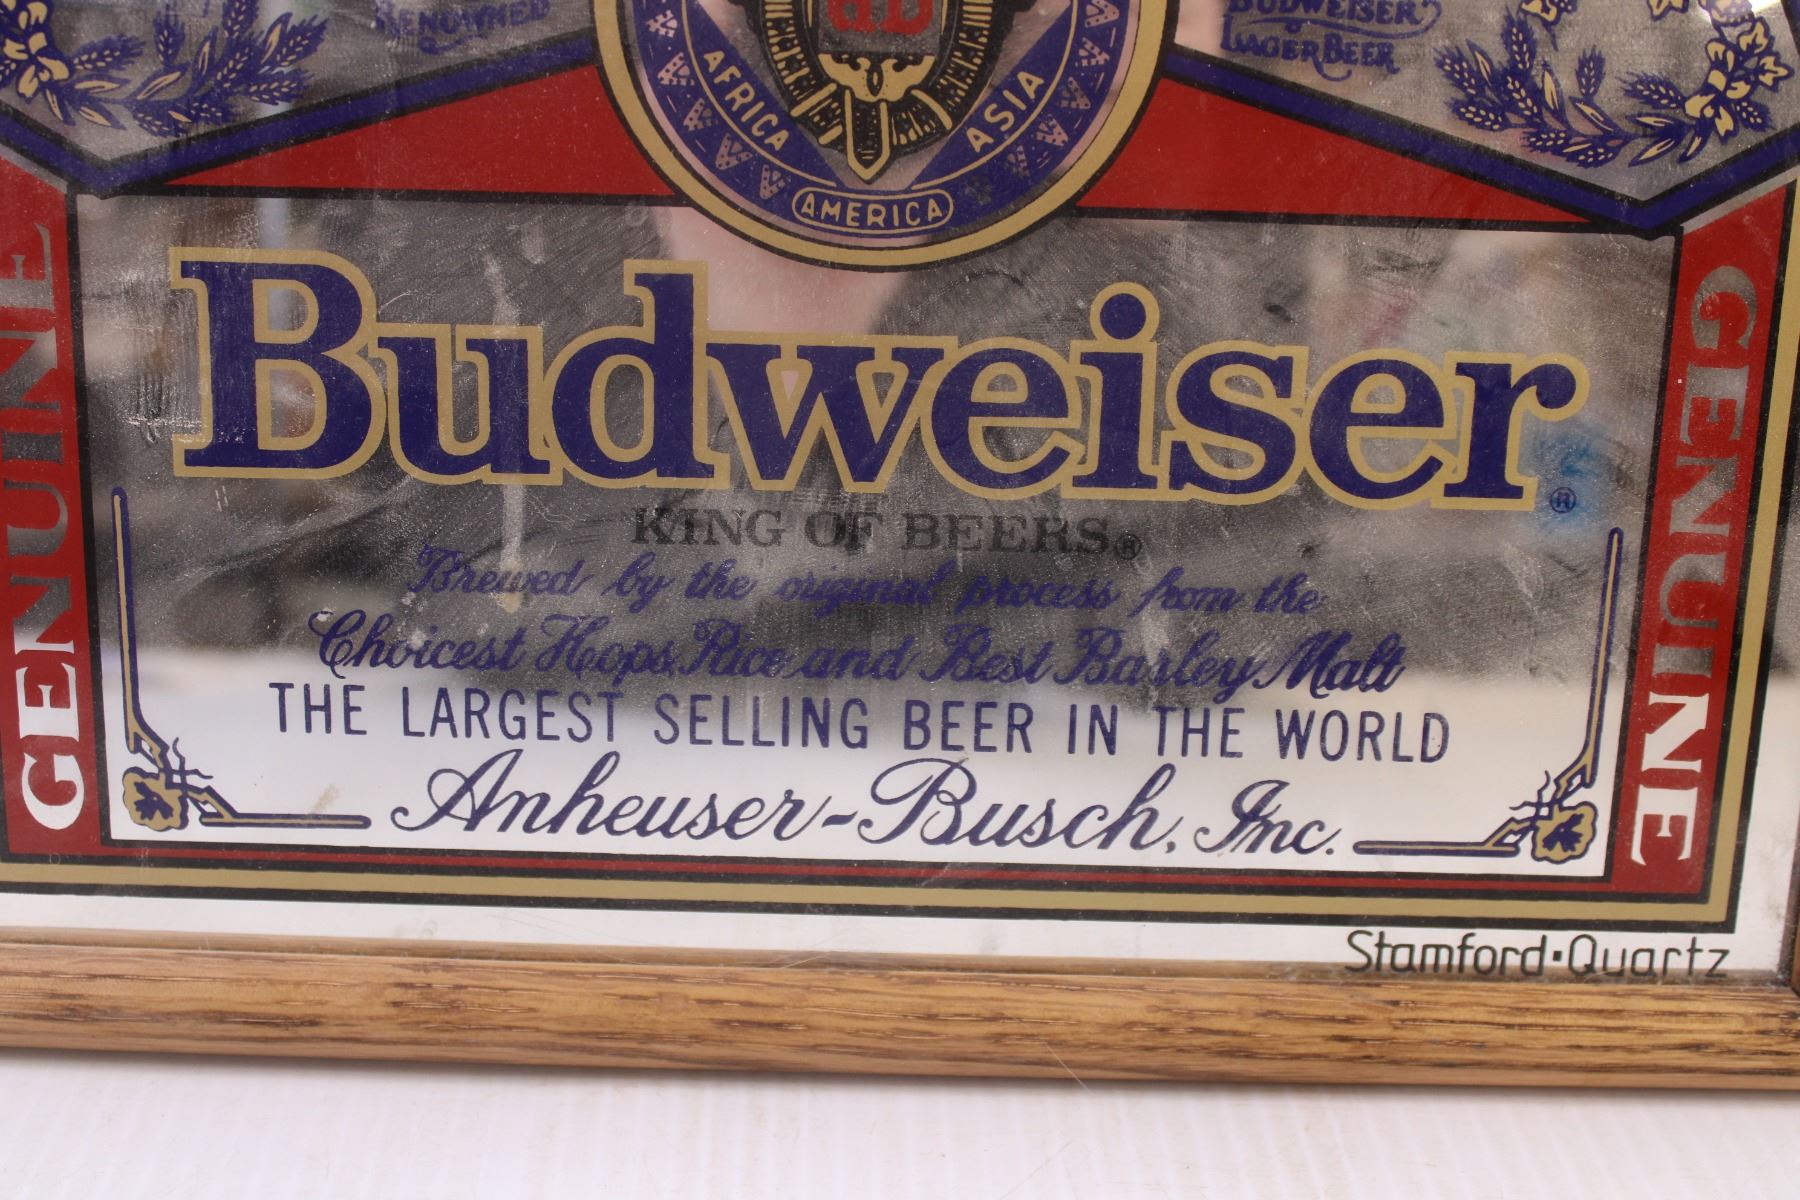 RENOWNED
BUDWEISER
LAGER BEER
AFRICA
ASIA
AMERICA
GENUINE
GENUINE
Budweiser®
KING OF BEERS®
Brewed by the original process from the
Choicest Hops, Rice and Best Barley Malt
THE LARGEST SELLING BEER IN THE WORLD
Anheuser-Busch, Inc.
Stamford·Quartz